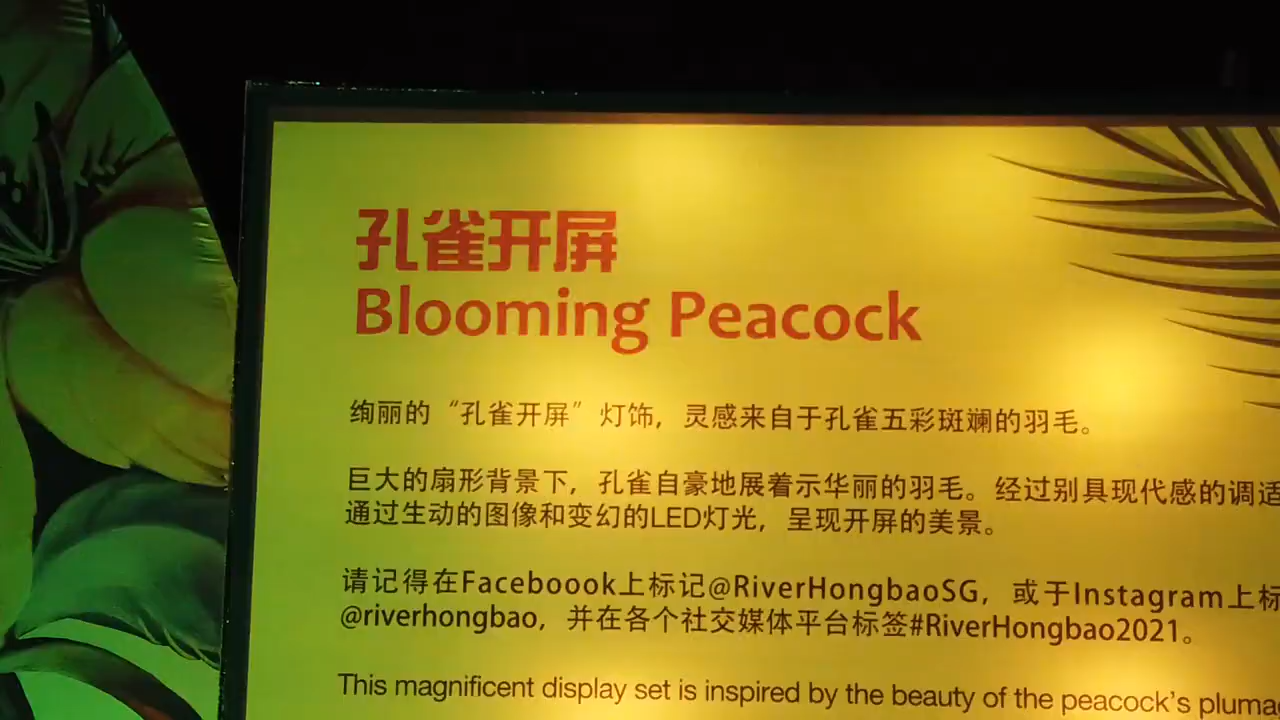 孔雀开屏
Blooming Peacock
绚丽的“孔雀开屏”灯饰，灵感来自于孔雀五彩斑斓的羽毛。
巨大的扇形背景下，孔雀自豪地展着示华丽的羽毛。经过别具现代感的调适
通过生动的图像和变幻的LED灯光，呈现开屏的美景。
请记得在Faceboook上标记@RiverHongbaoSG，或于Instagram上标
@riverhongbao，并在各个社交媒体平台标签#RiverHongbao2021。
This magnificent display set is inspired by the beauty of the peacock’s pluma